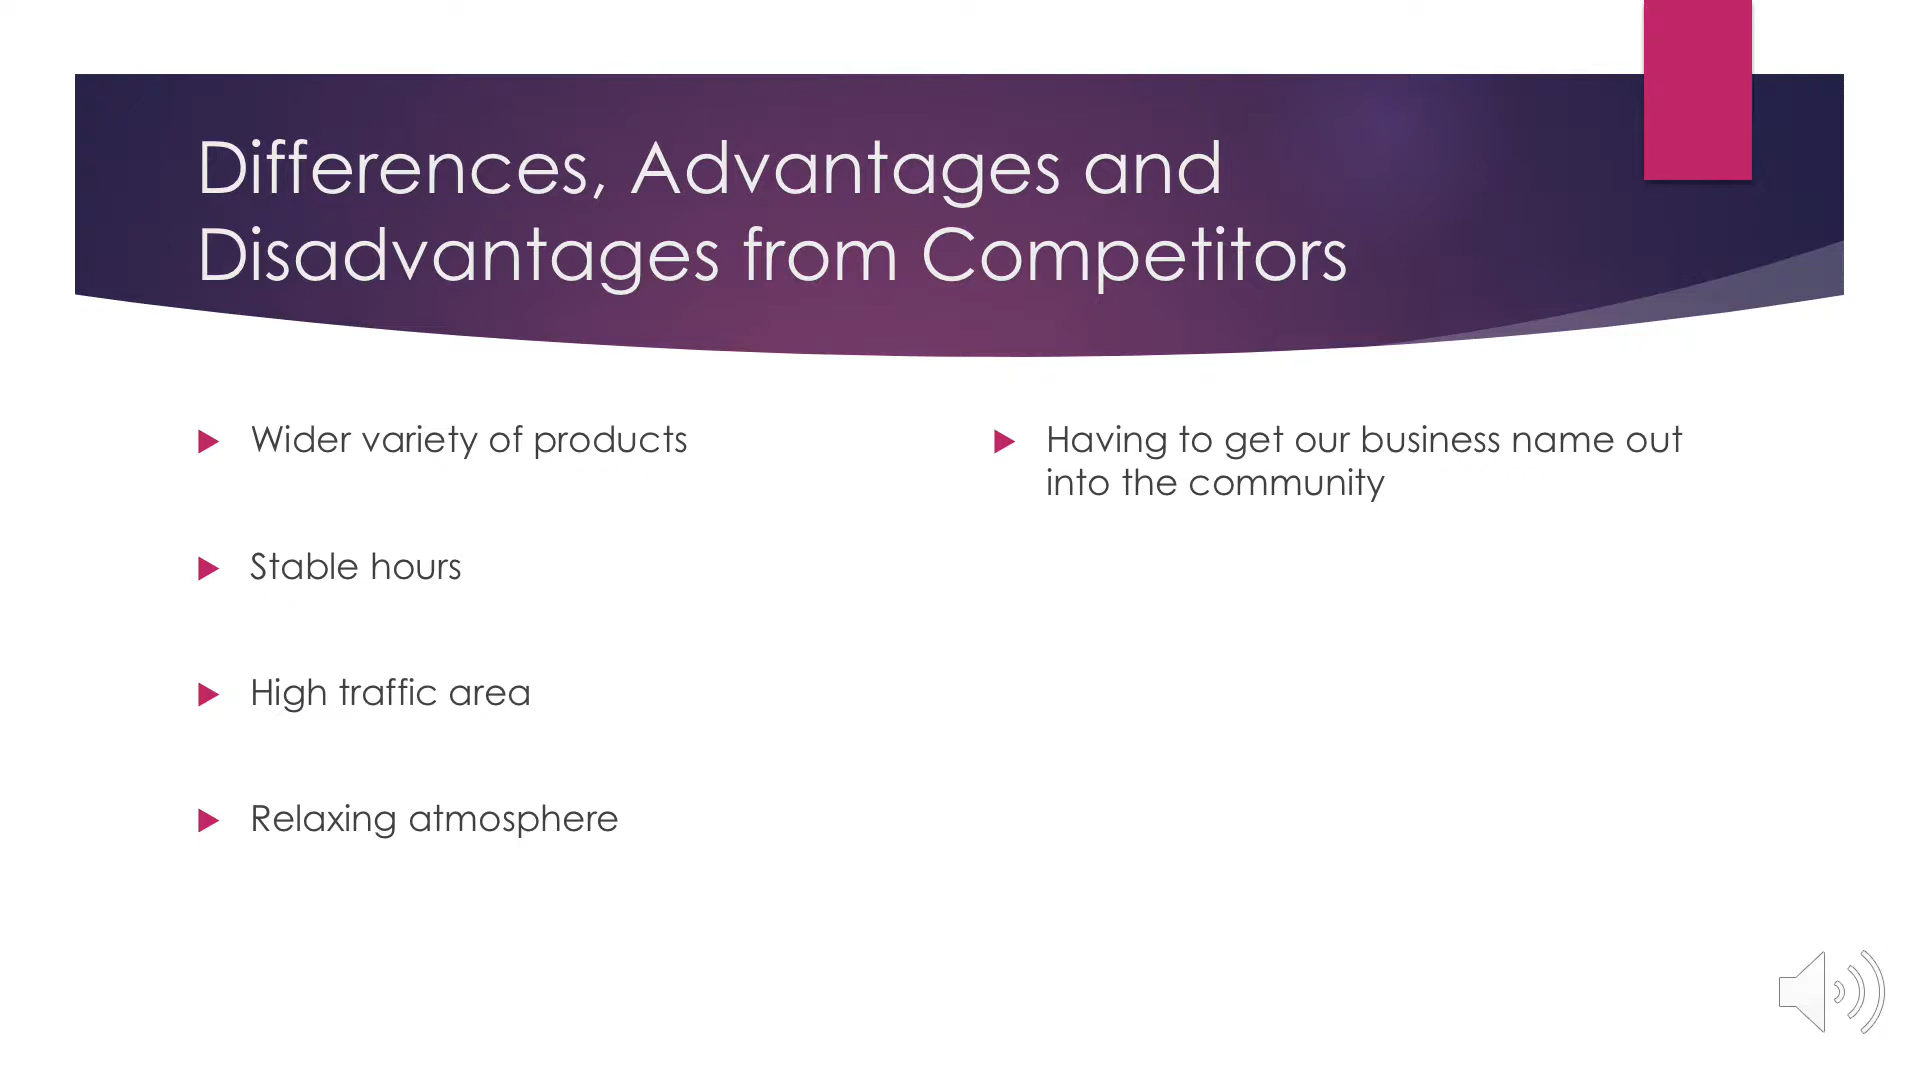 Differences, Advantages and
Disadvantages from Competitors
Wider variety of products
Stable hours
High traffic area
Relaxing atmosphere
Having to get our business name out
into the community